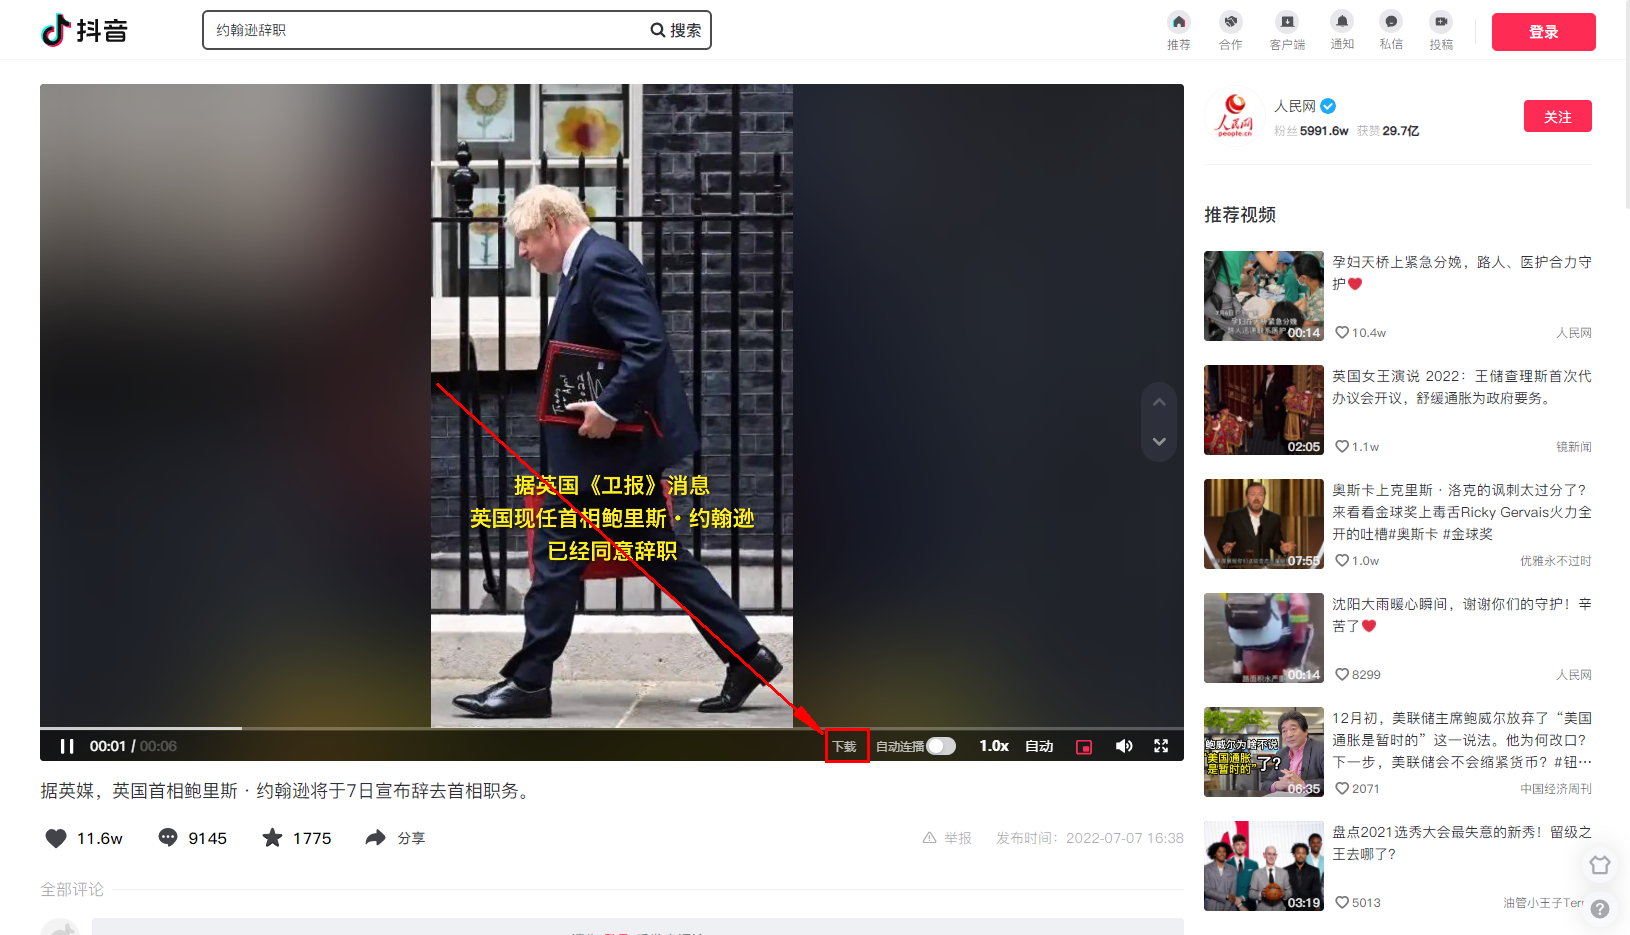 抖音
约翰逊辞职
搜索
推荐
合作
客户端
通知
私信
投稿
登录
据英国《卫报》消息
英国现任首相鲍里斯·约翰逊
已经同意辞职
00:01 / 00:06
下载
自动连播
1.0x
自动
据英媒，英国首相鲍里斯·约翰逊将于7日宣布辞去首相职务。
11.6w
9145
1775
分享
举报
发布时间：2022-07-07 16:38
全部评论
人民网
people.cn
人民网
粉丝 5991.6w 获赞 29.7亿
关注
推荐视频
00:14
孕妇天桥上紧急分娩，路人、医护合力守
护❤
10.4w
人民网
02:05
英国女王演说 2022：王储查理斯首次代
办议会开议，舒缓通胀为政府要务。
1.1w
镜新闻
07:55
奥斯卡上克里斯·洛克的讽刺太过分了？
来看看金球奖上毒舌Ricky Gervais火力全
开的吐槽#奥斯卡 #金球奖
1.0w
优雅永不过时
00:14
沈阳大雨暖心瞬间，谢谢你们的守护！辛
苦了❤
8299
人民网
鲍威尔为啥不说
“美国通胀
是暂时的”
了?
06:35
12月初，美联储主席鲍威尔放弃了“美国
通胀是暂时的”这一说法。他为何改口？
下一步，美联储会不会缩紧货币？#钮…
2071
中国经济周刊
03:19
盘点2021选秀大会最失意的新秀！留级之
王去哪了？
5013
油管小王子Terr